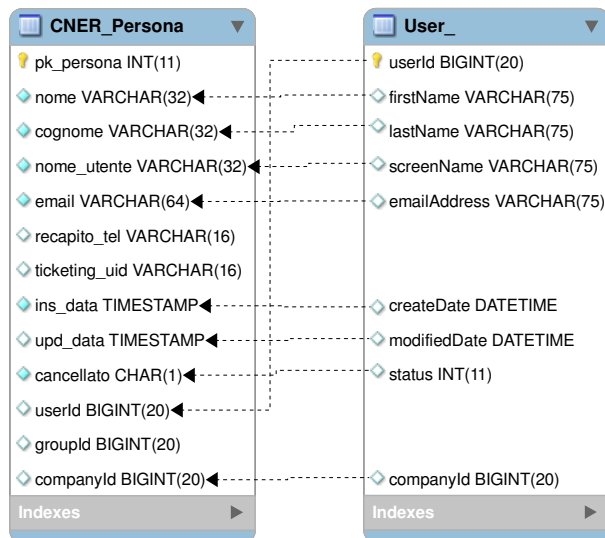 CNER_Persona
pk_persona INT(11)
nome VARCHAR(32)
cognome VARCHAR(32)
nome_utente VARCHAR(32)
email VARCHAR(64)
recapito_tel VARCHAR(16)
ticketing_uid VARCHAR(16)
ins_data TIMESTAMP
upd_data TIMESTAMP
cancellato CHAR(1)
userId BIGINT(20)
groupId BIGINT(20)
companyId BIGINT(20)
Indexes
User_
userId BIGINT(20)
firstName VARCHAR(75)
lastName VARCHAR(75)
screenName VARCHAR(75)
emailAddress VARCHAR(75)
createDate DATETIME
modifiedDate DATETIME
status INT(11)
companyId BIGINT(20)
Indexes